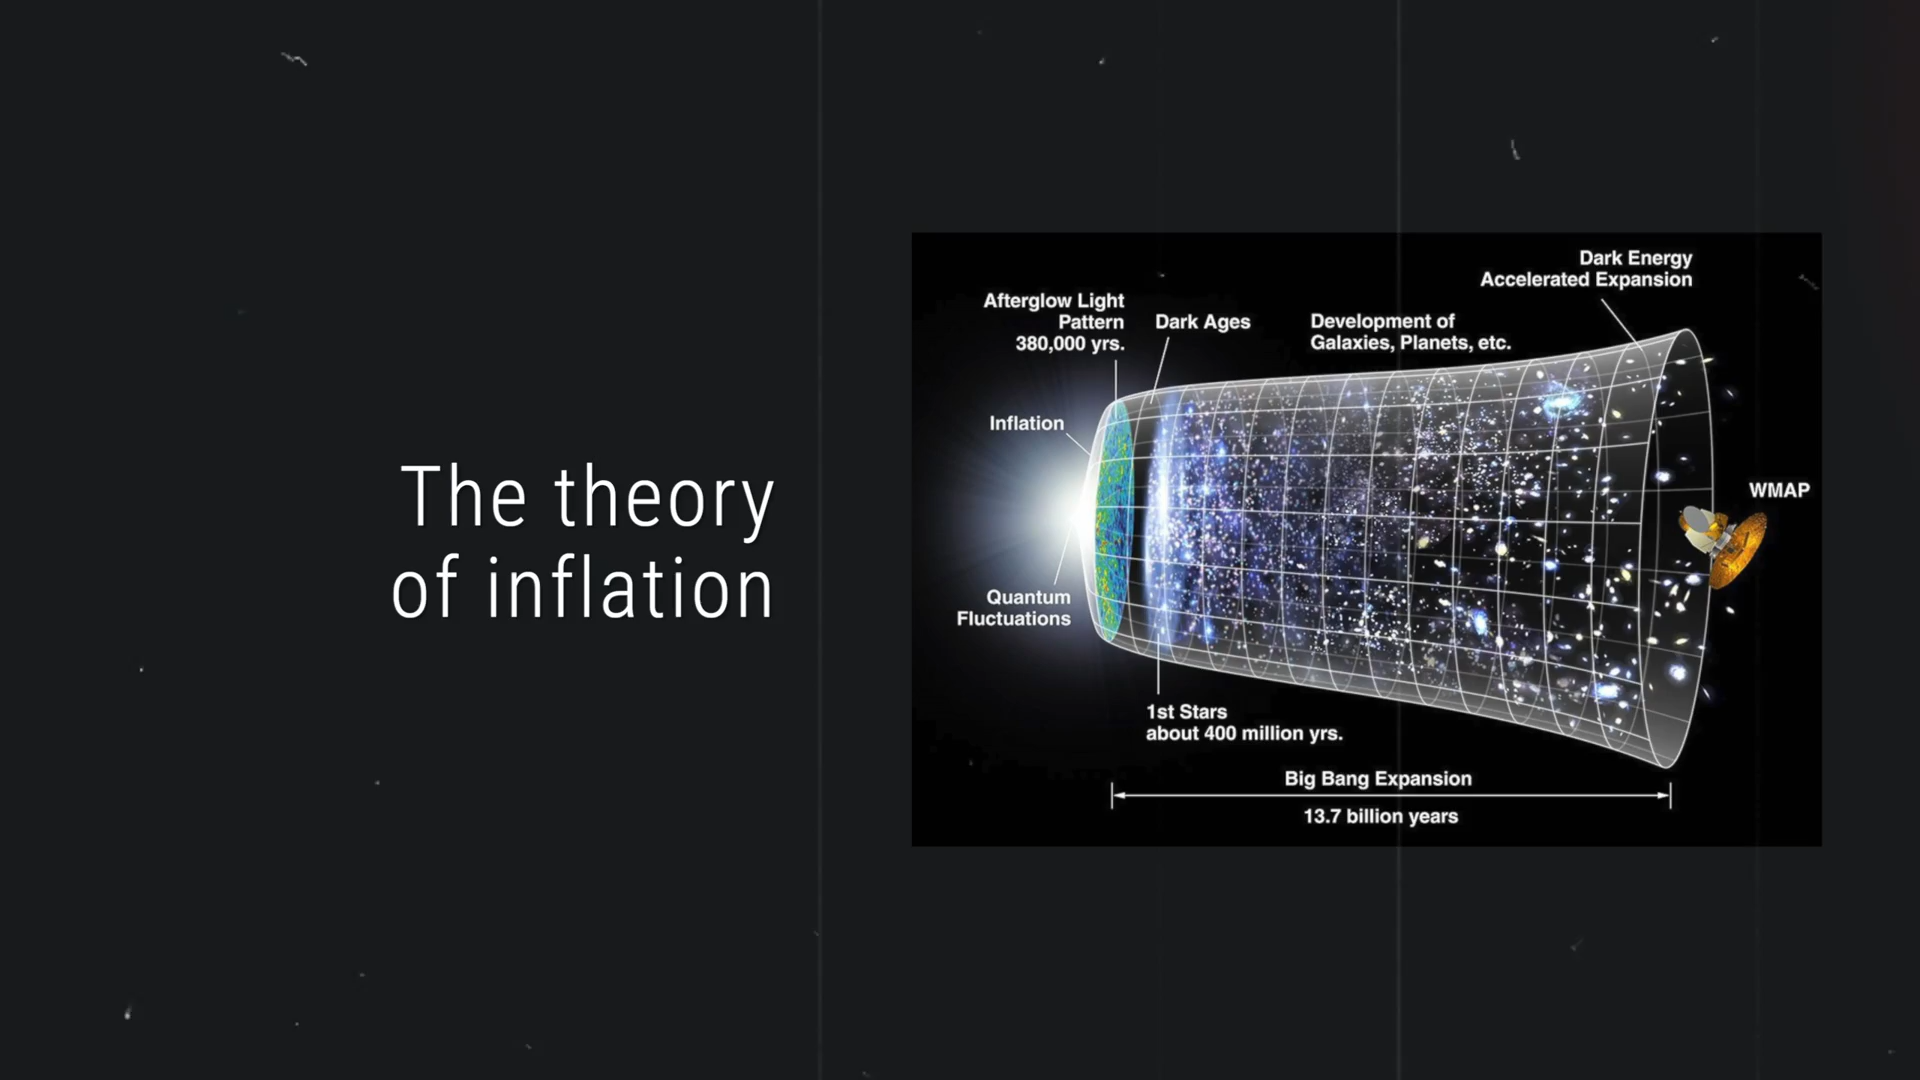 The theory
of inflation
Dark Energy
Accelerated Expansion
Afterglow Light
Pattern
380,000 yrs.
Dark Ages
Development of
Galaxies, Planets, etc.
Inflation
WMAP
Quantum
Fluctuations
1st Stars
about 400 million yrs.
Big Bang Expansion
13.7 billion years